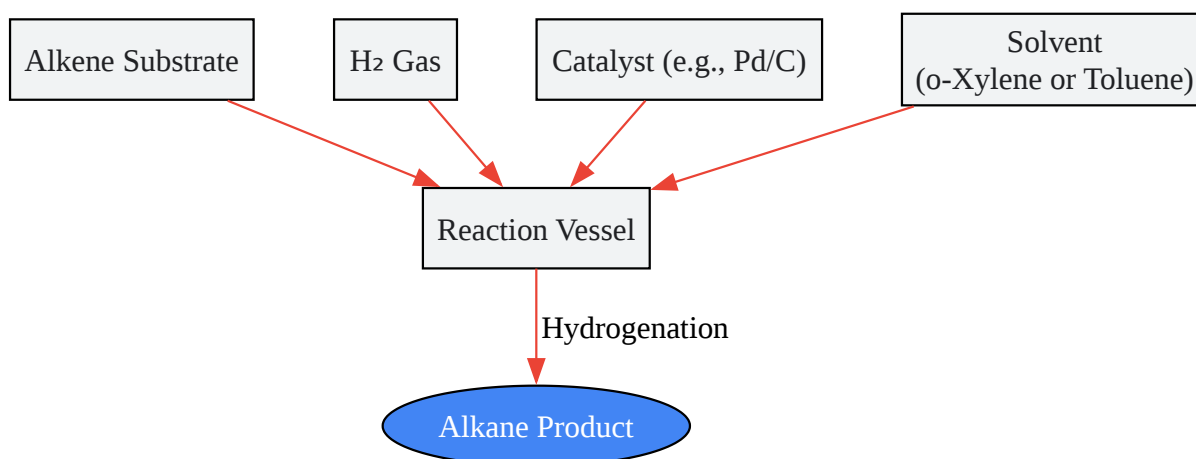 Alkene Substrate
H₂ Gas
Catalyst (e.g., Pd/C)
Solvent
(o-Xylene or Toluene)
Reaction Vessel
Hydrogenation
Alkane Product